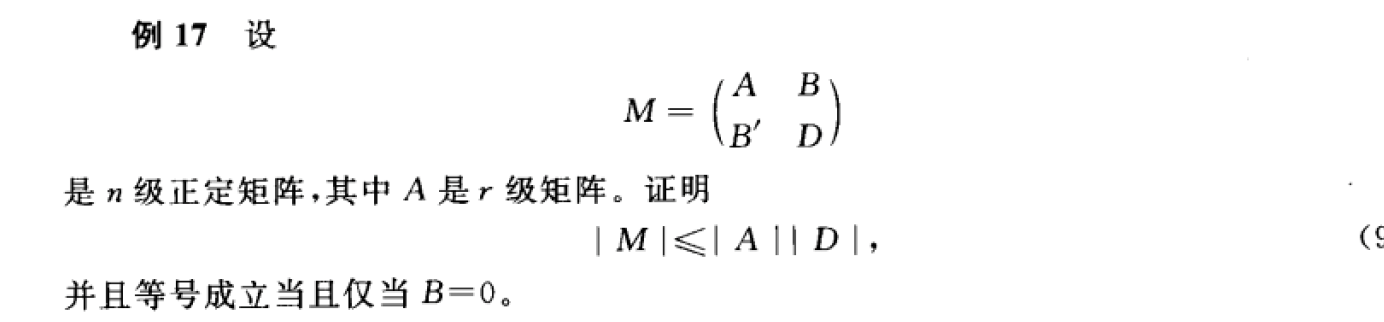 例 17 设
M = ( A B
B′ D )
是 n 级正定矩阵,其中 A 是 r 级矩阵。证明
| M |≤| A || D |, (9
并且等号成立当且仅当 B=0。